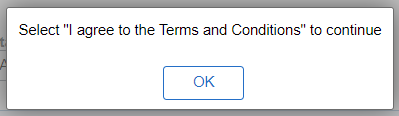 Select "I agree to the Terms and Conditions" to continue
OK